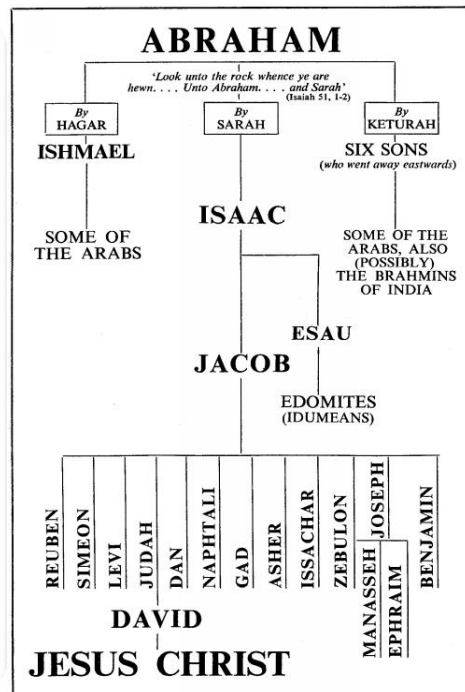 ABRAHAM
'Look unto the rock whence ye are
hewn. . . . Unto Abraham. . . . and Sarah'
(Isaiah 51, 1-2)
By
HAGAR
ISHMAEL
SOME OF
THE ARABS
By
SARAH
ISAAC
By
KETURAH
SIX SONS
(who went away eastwards)
SOME OF THE
ARABS, ALSO
(POSSIBLY)
THE BRAHMINS
OF INDIA
ESAU
JACOB
EDOMITES
(IDUMEANS)
REUBEN
SIMEON
LEVI
JUDAH
DAN
NAPHTALI
GAD
ASHER
ISSACHAR
ZEBULON
JOSEPH
MANASSEH
EPHRAIM
BENJAMIN
DAVID
JESUS CHRIST